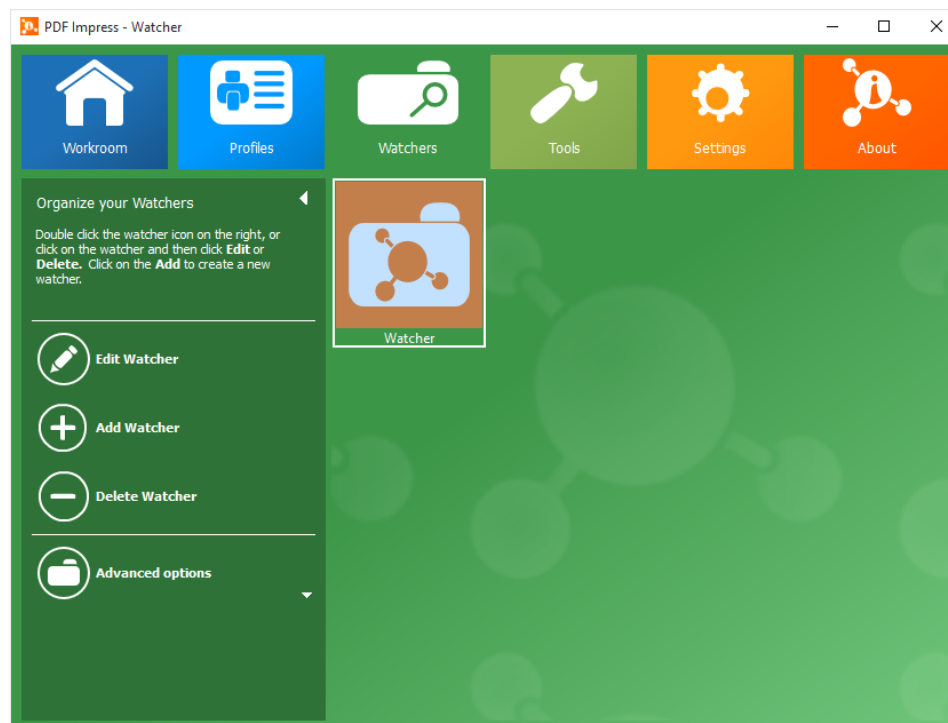 PDF Impress - Watcher
Workroom
Profiles
Watchers
Tools
Settings
About
Organize your Watchers
Double click the watcher icon on the right, or
click on the watcher and then click Edit or
Delete. Click on the Add to create a new
watcher.
Edit Watcher
Add Watcher
Delete Watcher
Advanced options
Watcher